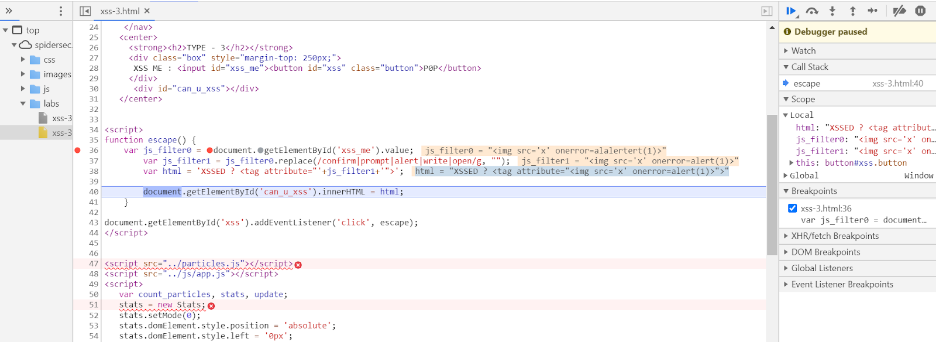 »
top
spidersec.
css
images
js
labs
xss-3
xss-3
xss-3.html ×
24 </nav>
25 <center>
26 <strong><h2>TYPE - 3</h2></strong>
27 <div class="box" style="margin-top: 250px;">
28 XSS ME : <input id="xss_me"><button id="xss" class="button">P0P</button>
29 </div>
30 <div id="can_u_xss"></div>
31 </center>
32
33
34 <script>
35 function escape() {
36 var js_filter0 = document.getElementById('xss_me').value; js_filter0 = "<img src='x' onerror=alalertert(1)>"
37 var js_filter1 = js_filter0.replace(/confirm|prompt|alert|write|open/g, ""); js_filter1 = "<img src='x' onerror=alert(1)>"
38 var html = 'XSSED ? <tag attribute="'+js_filter1+'">'; html = "XSSED ? <tag attribute="<img src='x' onerror=alert(1)>">"
39
40 document.getElementById('can_u_xss').innerHTML = html;
41 }
42
43 document.getElementById('xss').addEventListener('click', escape);
44 </script>
45
46
47 <script src="../particles.js"></script>
48 <script src="../js/app.js"></script>
49 <script>
50 var count_particles, stats, update;
51 stats = new Stats;
52 stats.setMode(0);
53 stats.domElement.style.position = 'absolute';
54 stats.domElement.style.left = '0px';
Debugger paused
Watch
Call Stack
escape xss-3.html:40
Scope
Local
html: "XSSED ? <tag attribut…
js_filter0: "<img src='x' on…
js_filter1: "<img src='x' on…
this: button#xss.button
Global Window
Breakpoints
xss-3.html:36
var js_filter0 = document…
XHR/fetch Breakpoints
DOM Breakpoints
Global Listeners
Event Listener Breakpoints